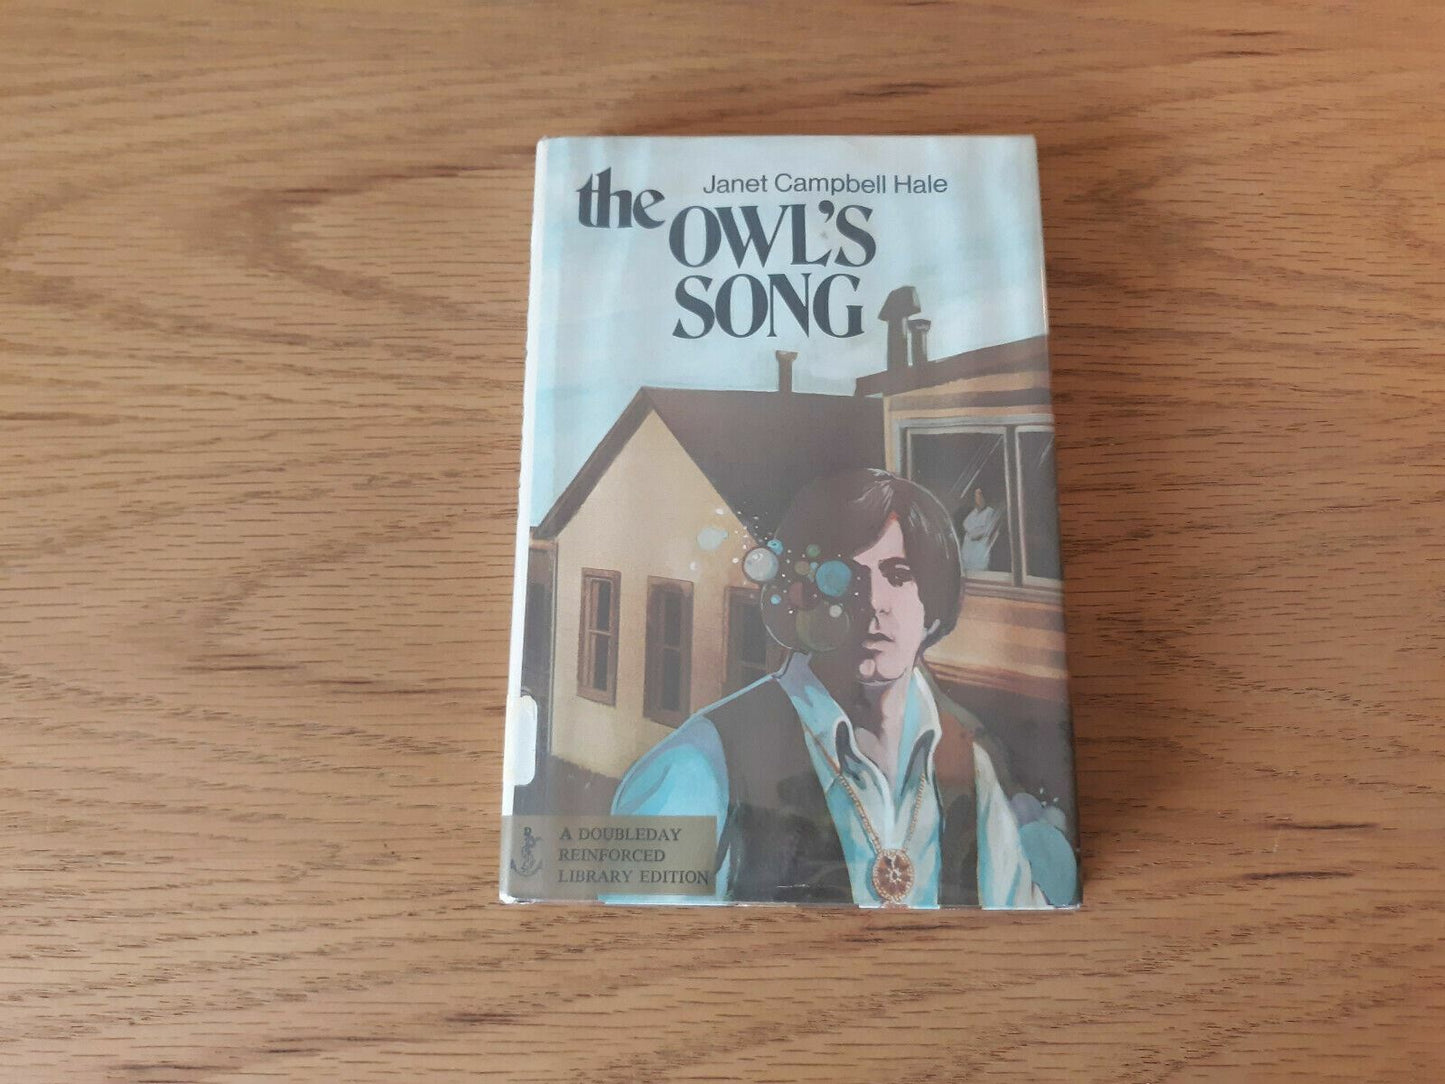 Janet Campbell Hale
the
OWL'S
SONG
A DOUBLEDAY
REINFORCED
LIBRARY EDITION